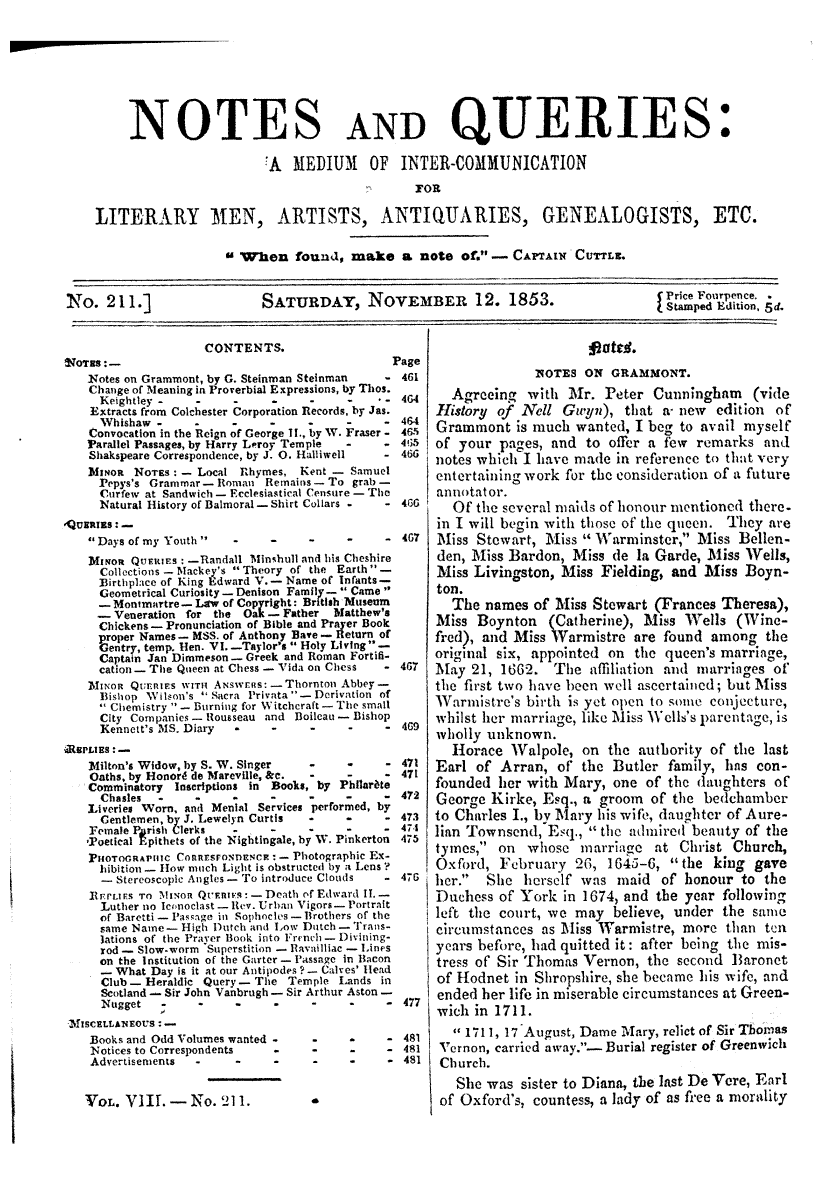 NOTES AND QUERIES:
A MEDIUM OF INTER-COMMUNICATION
FOR
LITERARY MEN, ARTISTS, ANTIQUARIES, GENEALOGISTS, ETC.
"When found, make a note of."—CAPTAIN CUTTLE.
No. 211.] SATURDAY, NOVEMBER 12. 1853. { Price Fourpence. Stamped Edition, 5d.
CONTENTS.
NOTES:— Page
Notes on Grammont, by G. Steinman Steinman - 461
Change of Meaning in Proverbial Expressions, by Thos.
Keightley - - - - - - - 464
Extracts from Colchester Corporation Records, by Jas.
Whishaw - - - - - - - 464
Convocation in the Reign of George II., by W. Fraser - 465
Parallel Passages, by Harry Leroy Temple - - 465
Shakspeare Correspondence, by J. O. Halliwell - 466
MINOR NOTES:—Local Rhymes, Kent—Samuel
Pepys's Grammar—Roman Remains—To grab—
Curfew at Sandwich—Ecclesiastical Censure—The
Natural History of Balmoral—Shirt Collars - - 466
QUERIES:—
"Days of my Youth" - - - - - 467
MINOR QUERIES:—Randall Minshull and his Cheshire
Collections—Mackey's "Theory of the Earth"—
Birthplace of King Edward V.—Name of Infants—
Geometrical Curiosity—Denison Family—"Came"
—Montmartre—Law of Copyright: British Museum
—Veneration for the Oak—Father Matthew's
Chickens—Pronunciation of Bible and Prayer Book
proper Names—MSS. of Anthony Bave—Return of
Gentry, temp. Hen. VI.—Taylor's "Holy Living"—
Captain Jan Dimmeson—Greek and Roman Fortifi-
cation—The Queen at Chess—Vida on Chess - 467
MINOR QUERIES WITH ANSWERS:—Thornton Abbey—
Bishop Wilson's "Sacra Privata"—Derivation of
"Chemistry"—Burning for Witchcraft—The small
City Companies—Rousseau and Boileau—Bishop
Kennett's MS. Diary - - - - - 469
REPLIES:—
Milton's Widow, by S. W. Singer - - - 471
Oaths, by Honoré de Mareville, &c. - - - 471
Comminatory Inscriptions in Books, by Philarète
Chasles - - - - - - - 472
Liveries Worn, and Menial Services performed, by
Gentlemen, by J. Lewelyn Curtis - - - 473
Female Parish Clerks - - - - - 474
Poetical Epithets of the Nightingale, by W. Pinkerton 475
PHOTOGRAPHIC CORRESPONDENCE:—Photographic Ex-
hibition—How much Light is obstructed by a Lens?
—Stereoscopic Angles—To introduce Clouds - 476
REPLIES TO MINOR QUERIES:—Death of Edward II.—
Luther no Iconoclast—Rev. Urban Vigors—Portrait
of Baretti—Passage in Sophocles—Brothers of the
same Name—High Dutch and Low Dutch—Trans-
lations of the Prayer Book into French—Divining-
rod—Slow-worm Superstition—Ravailliac—Lines
on the Institution of the Garter—Passage in Bacon
—What Day is it at our Antipodes?—Calves' Head
Club—Heraldic Query—The Temple Lands in
Scotland—Sir John Vanbrugh—Sir Arthur Aston—
Nugget - - - - - - - 477
MISCELLANEOUS:—
Books and Odd Volumes wanted - - - - 481
Notices to Correspondents - - - - 481
Advertisements - - - - - - 481
VOL. VIII.—No. 211.
Notes.
NOTES ON GRAMMONT.
Agreeing with Mr. Peter Cunningham (vide
History of Nell Gwyn), that a new edition of
Grammont is much wanted, I beg to avail myself
of your pages, and to offer a few remarks and
notes which I have made in reference to that very
entertaining work for the consideration of a future
annotator.
Of the several maids of honour mentioned there-
in I will begin with those of the queen. They are
Miss Stewart, Miss "Warminster," Miss Bellen-
den, Miss Bardon, Miss de la Garde, Miss Wells,
Miss Livingston, Miss Fielding, and Miss Boyn-
ton.
The names of Miss Stewart (Frances Theresa),
Miss Boynton (Catherine), Miss Wells (Wine-
fred), and Miss Warmistre are found among the
original six, appointed on the queen's marriage,
May 21, 1662. The affiliation and marriages of
the first two have been well ascertained; but Miss
Warmistre's birth is yet open to some conjecture,
whilst her marriage, like Miss Wells's parentage, is
wholly unknown.
Horace Walpole, on the authority of the last
Earl of Arran, of the Butler family, has con-
founded her with Mary, one of the daughters of
George Kirke, Esq., a groom of the bedchamber
to Charles I., by Mary his wife, daughter of Aure-
lian Townsend, Esq., "the admired beauty of the
tymes," on whose marriage at Christ Church,
Oxford, February 26, 1645-6, "the king gave
her." She herself was maid of honour to the
Duchess of York in 1674, and the year following
left the court, we may believe, under the same
circumstances as Miss Warmistre, more than ten
years before, had quitted it: after being the mis-
tress of Sir Thomas Vernon, the second Baronet
of Hodnet in Shropshire, she became his wife, and
ended her life in miserable circumstances at Green-
wich in 1711.
"1711, 17 August, Dame Mary, relict of Sir Thomas
Vernon, carried away."—Burial register of Greenwich
Church.
She was sister to Diana, the last De Vere, Earl
of Oxford's, countess, a lady of as free a morality